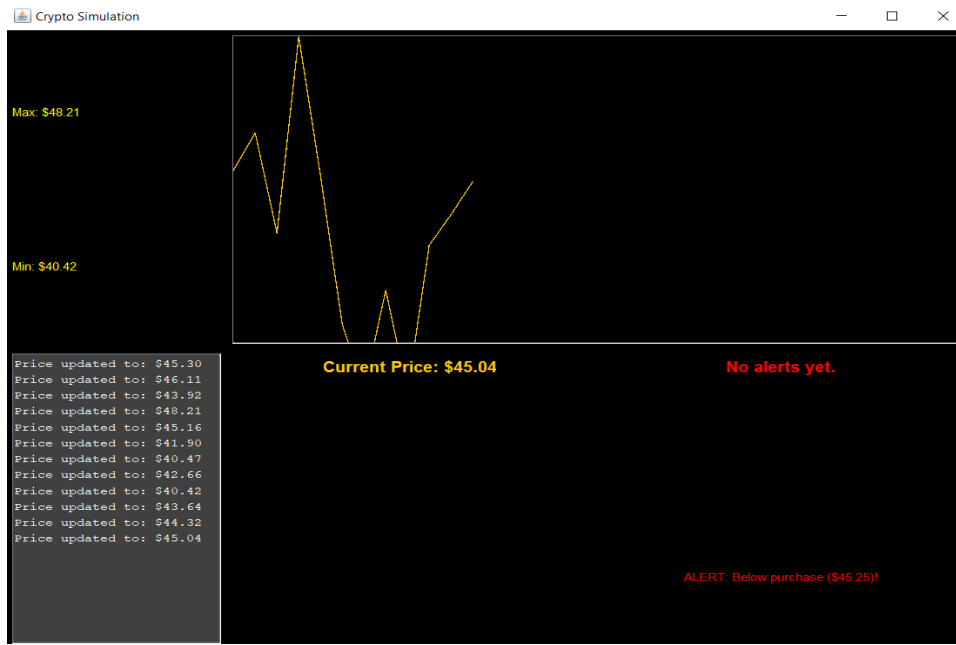 Crypto Simulation
Max: $48.21
Min: $40.42
Price updated to: $45.30
Price updated to: $46.11
Price updated to: $43.92
Price updated to: $48.21
Price updated to: $45.16
Price updated to: $41.90
Price updated to: $40.47
Price updated to: $42.66
Price updated to: $40.42
Price updated to: $43.64
Price updated to: $44.32
Price updated to: $45.04
Current Price: $45.04
No alerts yet.
ALERT: Below purchase ($45.25)!